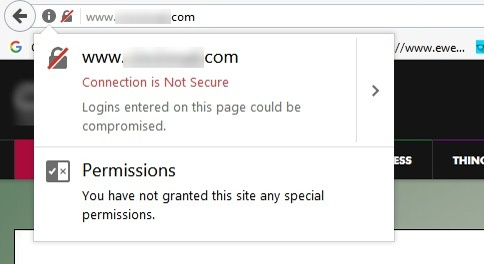 www.          com
G
//www.ewe...
www.          com
Connection is Not Secure
Logins entered on this page could be
compromised.
ESS
THING
Permissions
You have not granted this site any special
permissions.